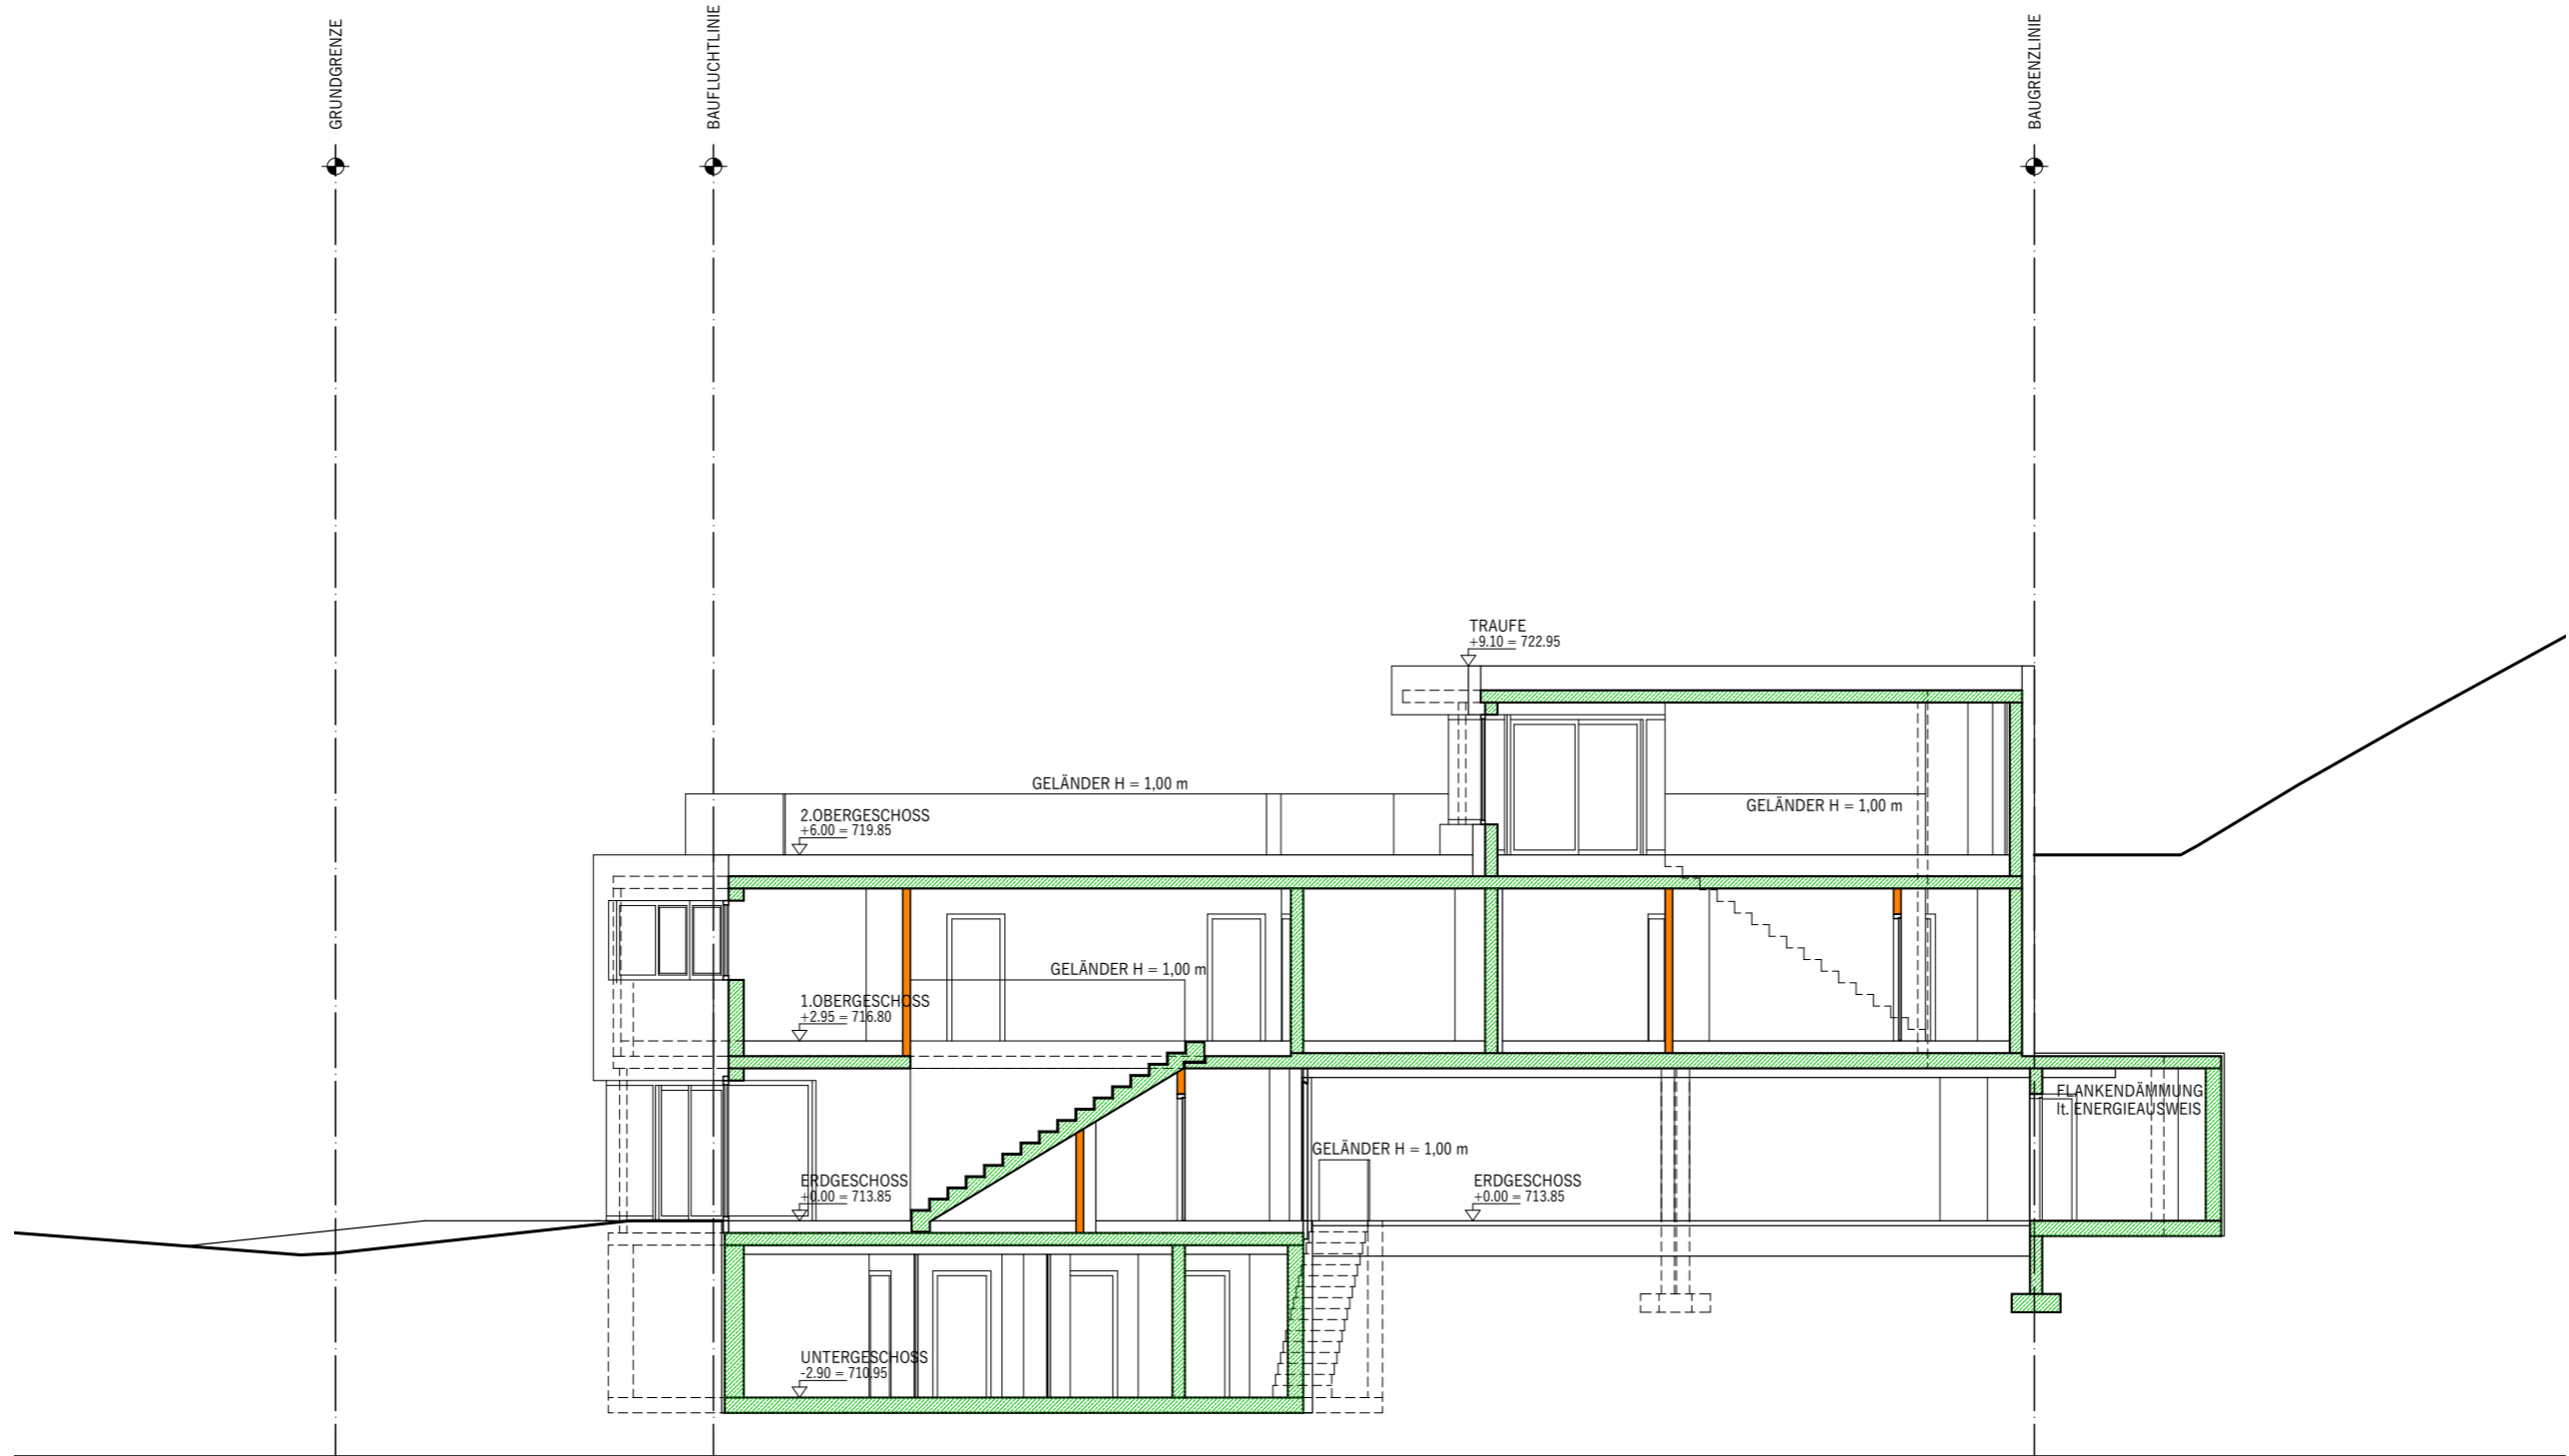 GRUNDGRENZE
BAUFLUCHTLINIE
BAUGRENZLINIE
TRAUFE
+9.10 = 722.95
GELÄNDER H = 1,00 m
GELÄNDER H = 1,00 m
2.OBERGESCHOSS
+6.00 = 719.85
GELÄNDER H = 1,00 m
1.OBERGESCHOSS
+2.95 = 716.80
FLANKENDÄMMUNG
lt. ENERGIEAUSWEIS
GELÄNDER H = 1,00 m
ERDGESCHOSS
+0.00 = 713.85
ERDGESCHOSS
+0.00 = 713.85
UNTERGESCHOSS
-2.90 = 710.95